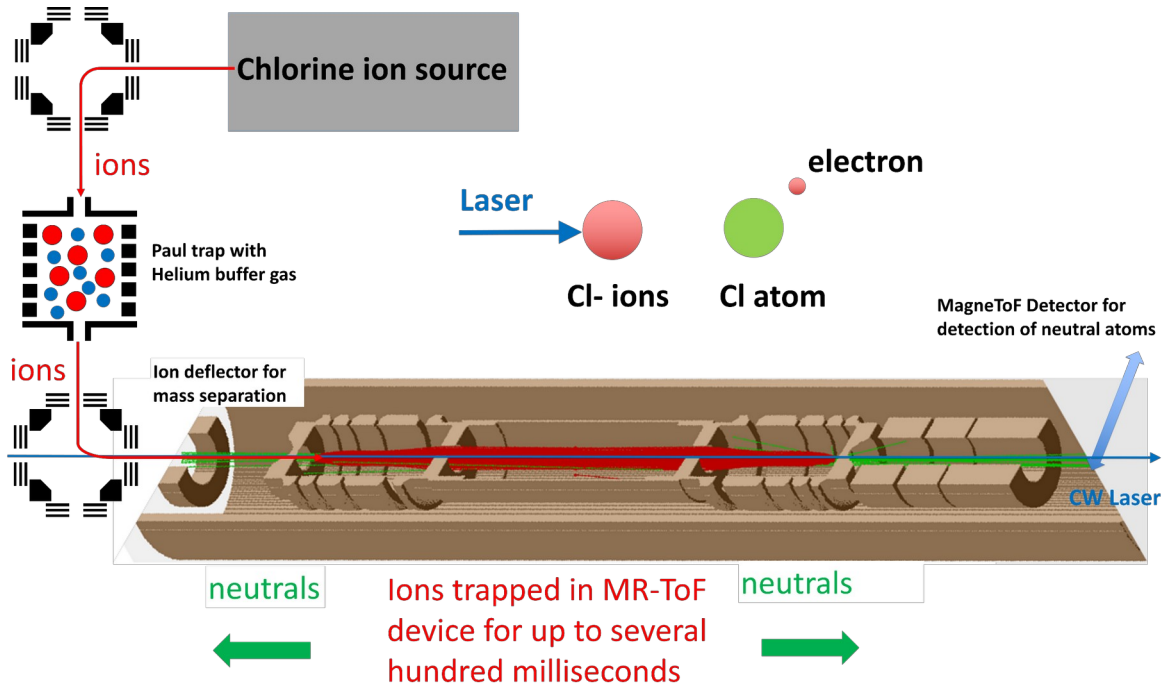 Chlorine ion source
ions
electron
Laser
Paul trap with
Helium buffer gas
Cl- ions
Cl atom
MagneToF Detector for
detection of neutral atoms
ions
Ion deflector for
mass separation
CW Laser
neutrals
Ions trapped in MR-ToF
device for up to several
hundred milliseconds
neutrals